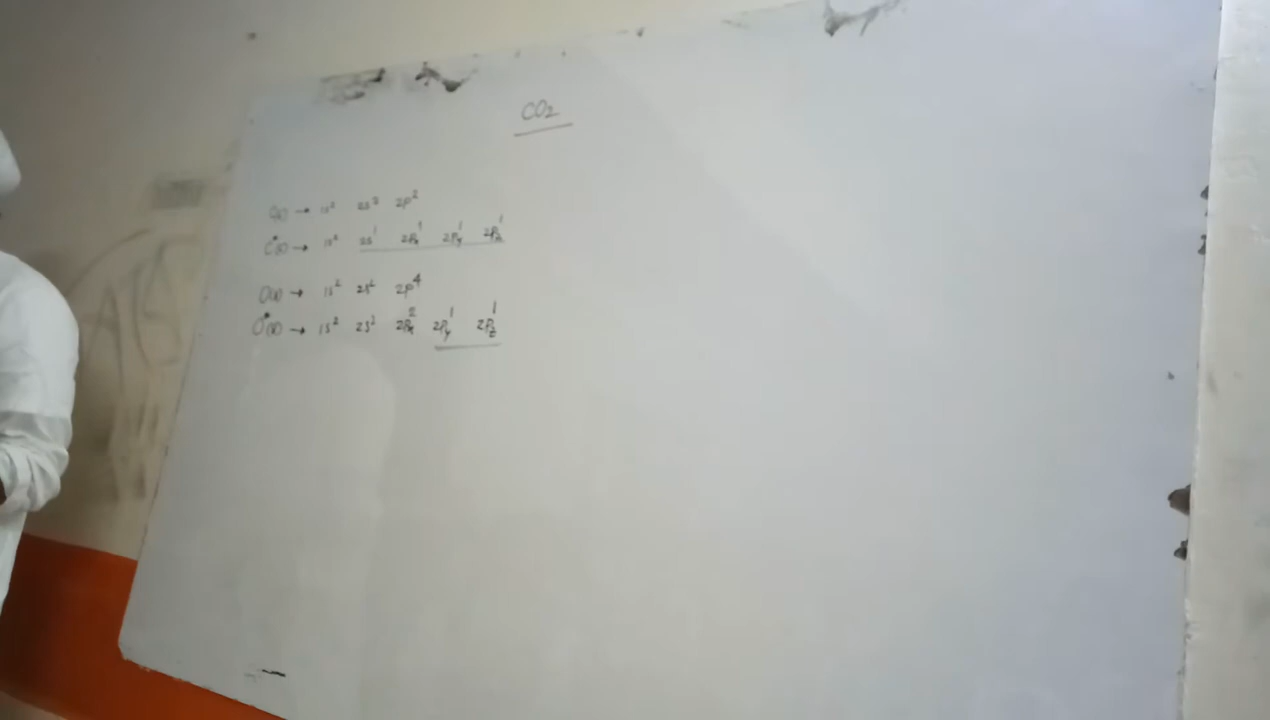 CO₂
C(6) → 1s² 2s² 2p²
C*(6) → 1s² 2s¹ 2Px¹ 2Py¹ 2Pz¹
O(8) → 1s² 2s² 2p⁴
O*(8) → 1s² 2s² 2Px² 2Py¹ 2Pz¹